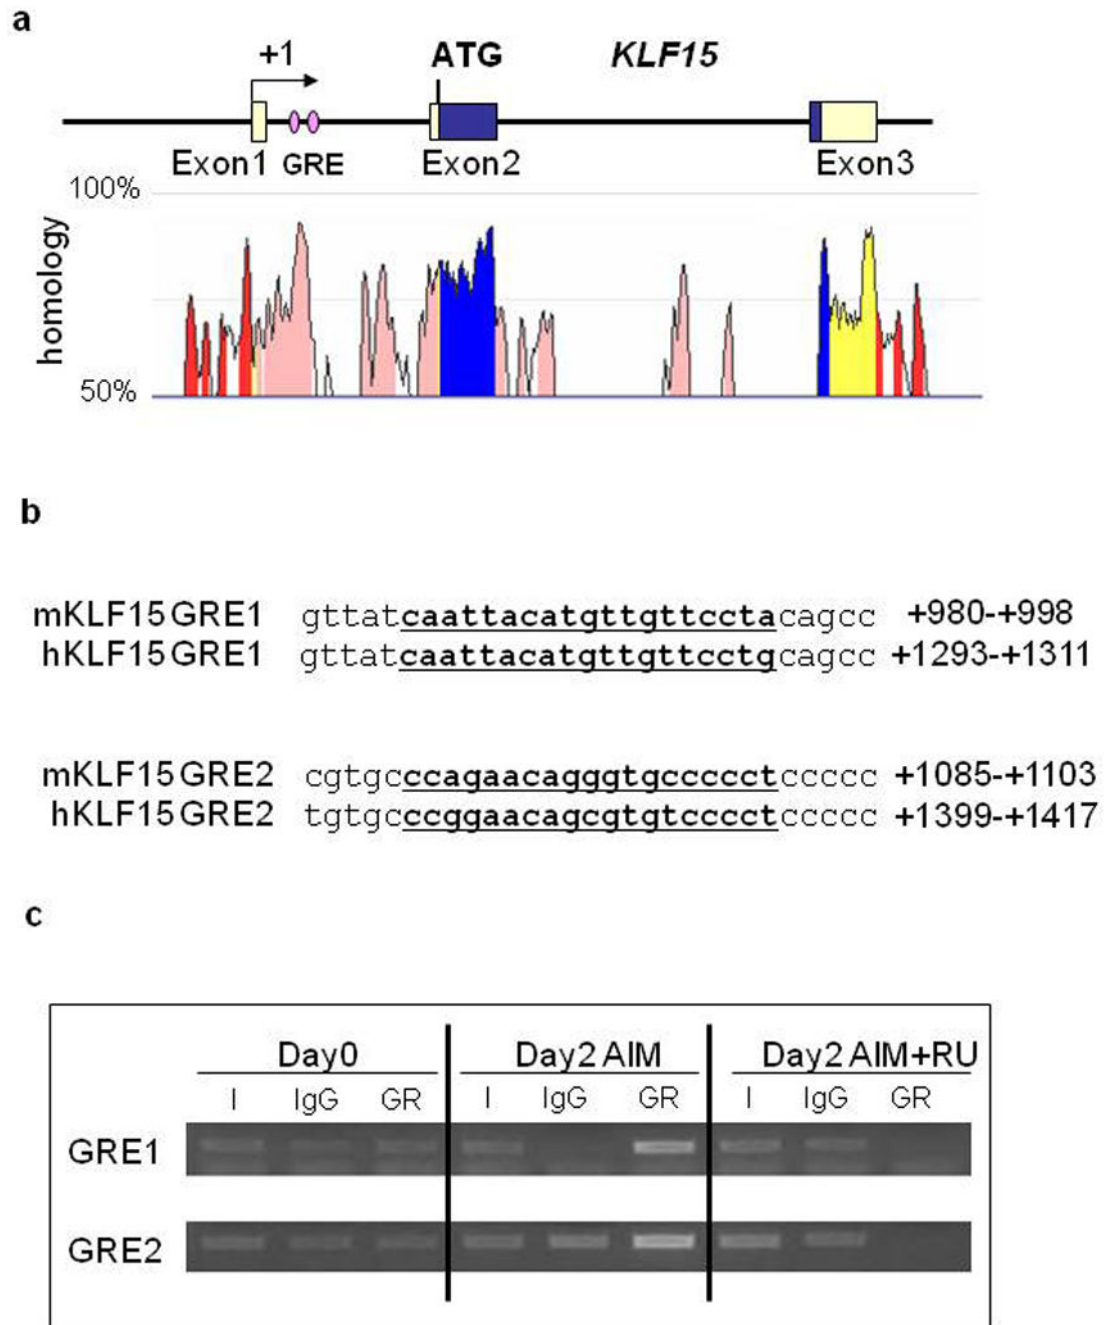 a
+1 ATG KLF15
Exon1 GRE Exon2 Exon3
100%
homology
50%
b
mKLF15GRE1 gttatcaattacatgttgttcctacagcc +980-+998
hKLF15GRE1 gttatcaattacatgttgttcctgcagcc +1293-+1311
mKLF15GRE2 cgtgcccagaacagggtgccccctccccc +1085-+1103
hKLF15GRE2 tgtgcccggaacagcgtgtcccctccccc +1399-+1417
c
Day0 Day2 AIM Day2 AIM+RU
I IgG GR I IgG GR I IgG GR
GRE1
GRE2